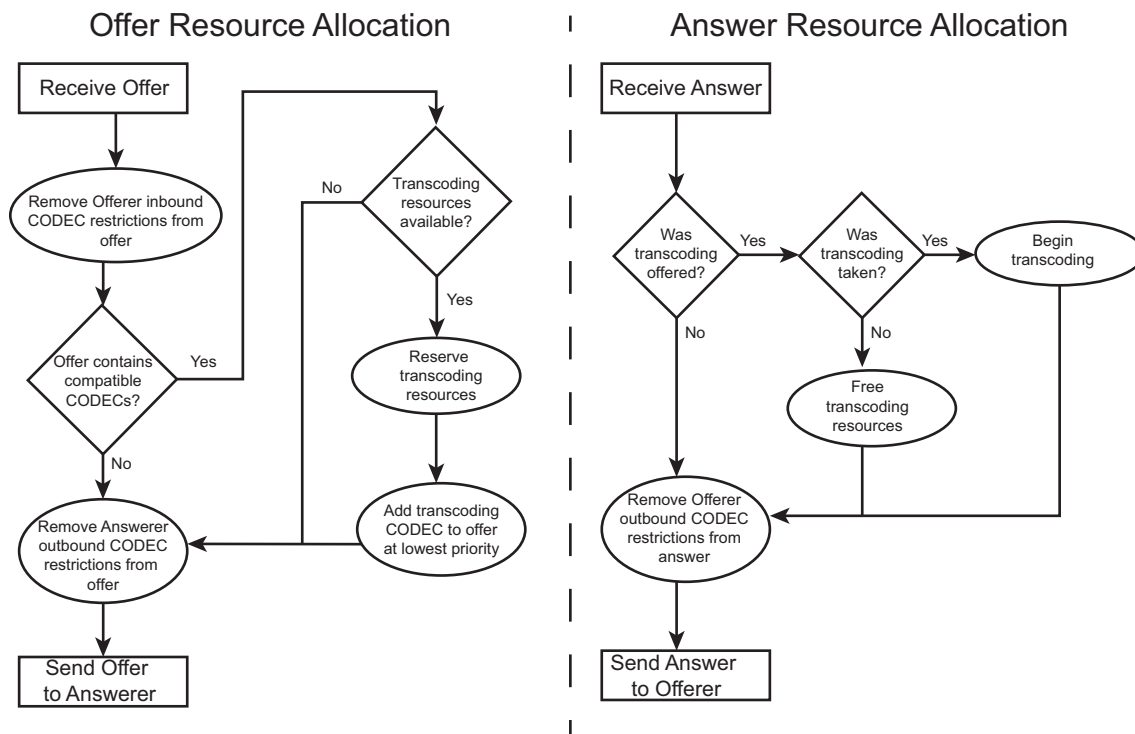 Offer Resource Allocation
Receive Offer
Remove Offerer inbound
CODEC restrictions from
offer
Offer contains
compatible
CODECs?
Yes
No
Transcoding
resources
available?
No
Yes
Reserve
transcoding
resources
Add transcoding
CODEC to offer
at lowest priority
Remove Answerer
outbound CODEC
restrictions from
offer
Send Offer
to Answerer
Answer Resource Allocation
Receive Answer
Was
transcoding
offered?
Yes
No
Was
transcoding
taken?
Yes
No
Begin
transcoding
Free
transcoding
resources
Remove Offerer
outbound CODEC
restrictions from
answer
Send Answer
to Offerer